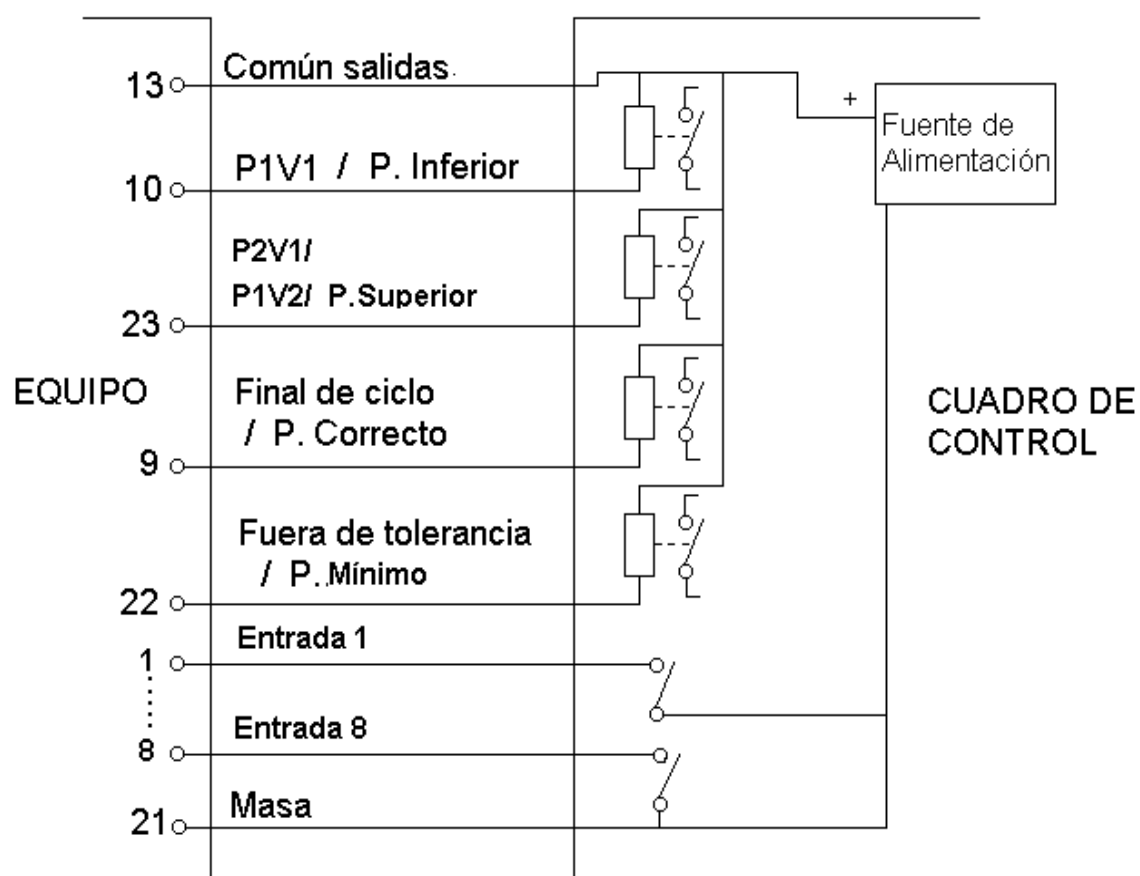 Común salidas.
13
+
Fuente de
Alimentación
P1V1 / P. Inferior
10
P2V1/
P1V2/ P.Superior
23
EQUIPO
Final de ciclo
/ P. Correcto
CUADRO DE
CONTROL
9
Fuera de tolerancia
/ P..Mínimo
22
Entrada 1
1
Entrada 8
8
Masa
21